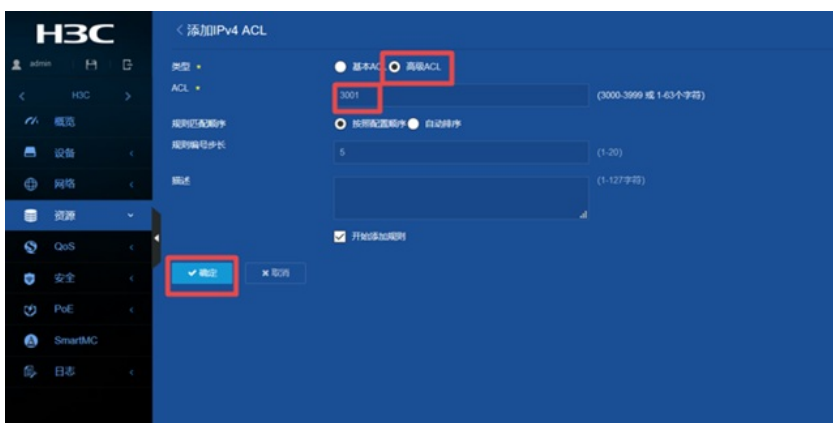 H3C
添加IPv4 ACL
admin
H3C
概览
设备
网络
资源
QoS
安全
PoE
SmartMC
日志
类型
基本ACL 高级ACL
ACL
3001
(3000-3999 或 1-63个字符)
规则匹配顺序
按照配置顺序 自动排序
规则编号步长
5
(1-20)
描述
(1-127字符)
开始添加规则
确定 取消